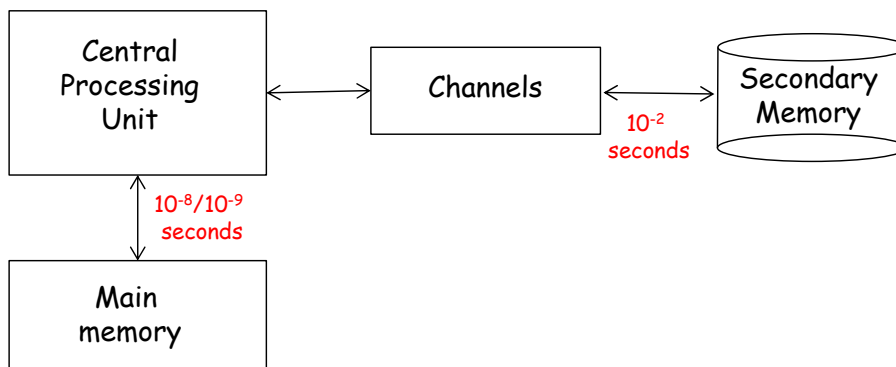 Central
Processing
Unit
Channels
Secondary
Memory
10⁻²
seconds
10⁻⁸/10⁻⁹
seconds
Main
memory